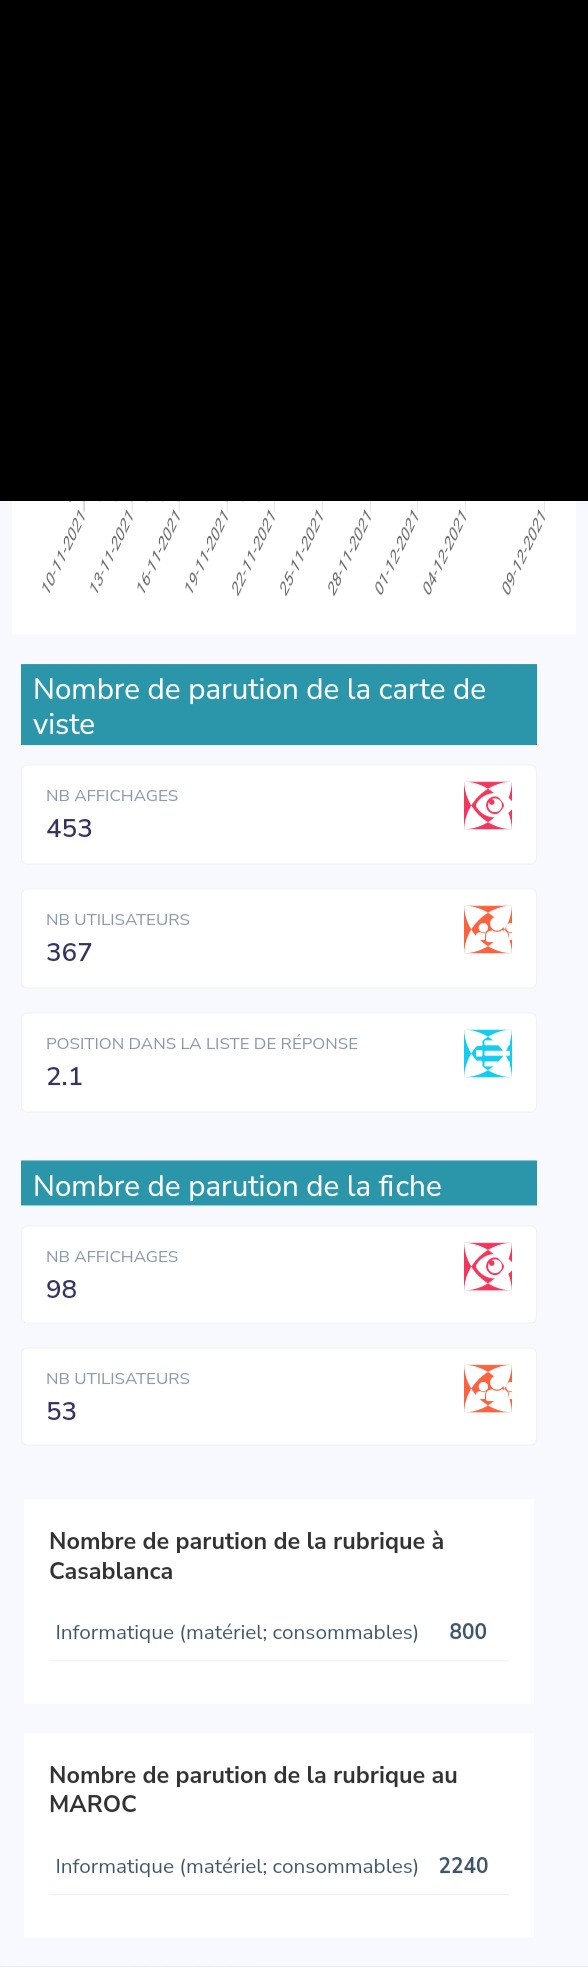 10-11-2021
13-11-2021
16-11-2021
19-11-2021
22-11-2021
25-11-2021
28-11-2021
01-12-2021
04-12-2021
09-12-2021
Nombre de parution de la carte de
viste
NB AFFICHAGES
453
NB UTILISATEURS
367
POSITION DANS LA LISTE DE RÉPONSE
2.1
Nombre de parution de la fiche
NB AFFICHAGES
98
NB UTILISATEURS
53
Nombre de parution de la rubrique à
Casablanca
Informatique (matériel; consommables) 800
Nombre de parution de la rubrique au
MAROC
Informatique (matériel; consommables) 2240